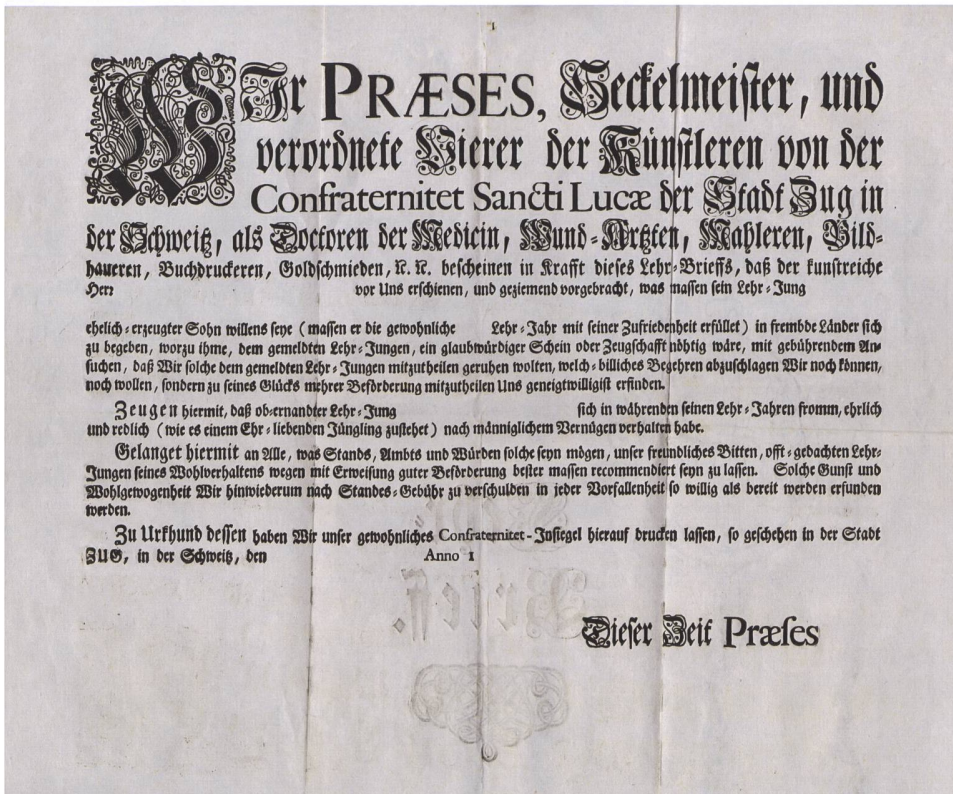 WIr PRÆSES, Seckelmeister, und
verordnete Vierer der Künstleren von der
Confraternitet Sancti Lucæ der Stadt Zug in
der Schweitz, als Doctoren der Medicin, Wund-Artzten, Mahleren, Bild-
haueren, Buchdruckeren, Goldschmieden, N. N. bescheinen in Krafft dieses Lehr-Brieffs, daß der kunstreiche
Herr vor Uns erschienen, und geziemend vorgebracht, was massen sein Lehr-Jung
ehelich-erzeugter Sohn willens seye (massen er die gewohnliche Lehr-Jahr mit seiner Zufriedenheit erfüllet) in frembde Länder sich
zu begeben, worzu ihme, dem gemeldten Lehr-Jungen, ein glaubwürdiger Schein oder Zeugschafft nöhtig wäre, mit gebührendem An-
suchen, daß Wir solche dem gemeldten Lehr-Jungen mitzutheilen geruhen wolten, welch-billiches Begehren abzuschlagen Wir noch können,
noch wollen, sondern zu seines Glücks mehrer Beförderung mitzutheilen Uns geneigtwilligist erfinden.
Zeugen hiermit, daß ob-ernandter Lehr-Jung sich in währenden seinen Lehr-Jahren fromm, ehrlich
und redlich (wie es einem Ehr-liebenden Jüngling zustehet) nach männiglichem Vernügen verhalten habe.
Gelanget hiermit an Alle, was Stands, Ambts und Würden solche seyn mögen, unser freundliches Bitten, offt-gedachten Lehr-
Jungen seines Wohlverhaltens wegen mit Erweisung guter Beförderung bester massen recommendiert seyn zu lassen. Solche Gunst und
Wohlgewogenheit Wir hinwiederum nach Standes-Gebühr zu verschulden in jeder Vorfallenheit so willig als bereit werden erfunden
werden.
Zu Urkhund dessen haben Wir unser gewohnliches Confraternitet-Insiegel hierauf drucken lassen, so geschehen in der Stadt
ZUG, in der Schweitz, den Anno 1
Dieser Zeit Præses